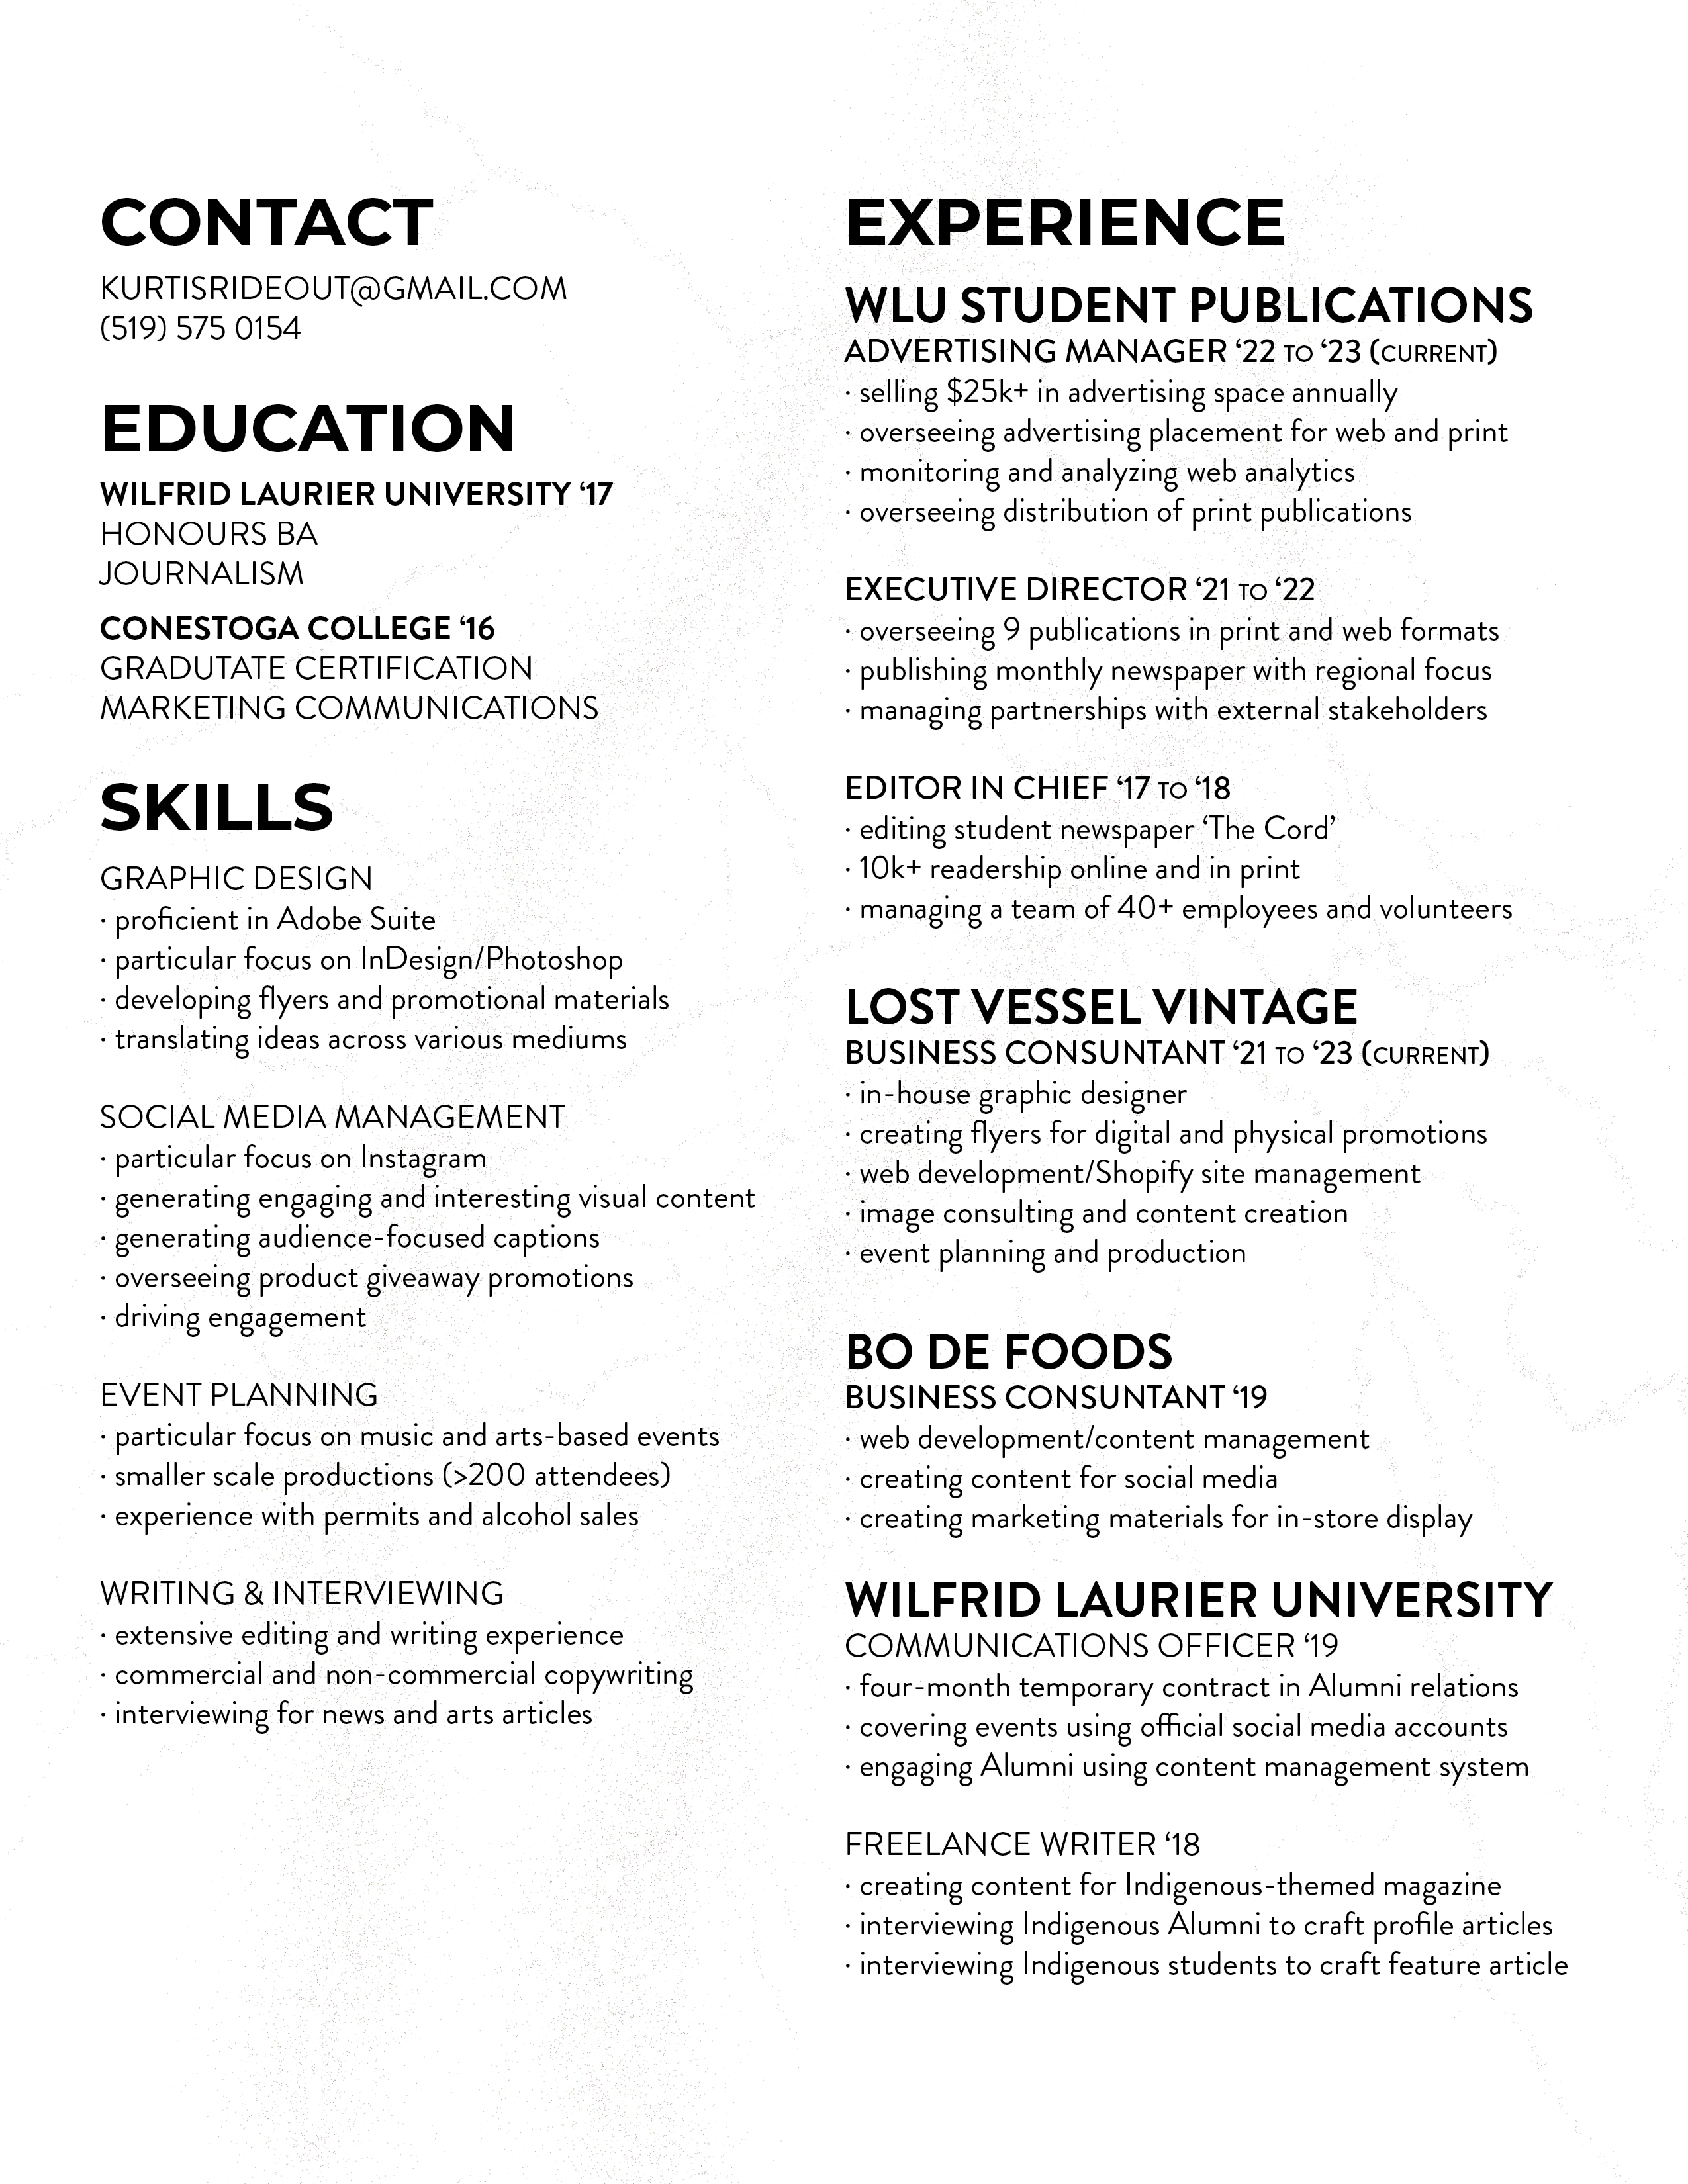 CONTACT
KURTISRIDEOUT@GMAIL.COM
(519) 575 0154
EDUCATION
WILFRID LAURIER UNIVERSITY ‘17
HONOURS BA
JOURNALISM
CONESTOGA COLLEGE ‘16
GRADUTATE CERTIFICATION
MARKETING COMMUNICATIONS
SKILLS
GRAPHIC DESIGN
· proficient in Adobe Suite
· particular focus on InDesign/Photoshop
· developing flyers and promotional materials
· translating ideas across various mediums
SOCIAL MEDIA MANAGEMENT
· particular focus on Instagram
· generating engaging and interesting visual content
· generating audience-focused captions
· overseeing product giveaway promotions
· driving engagement
EVENT PLANNING
· particular focus on music and arts-based events
· smaller scale productions (>200 attendees)
· experience with permits and alcohol sales
WRITING & INTERVIEWING
· extensive editing and writing experience
· commercial and non-commercial copywriting
· interviewing for news and arts articles
EXPERIENCE
WLU STUDENT PUBLICATIONS
ADVERTISING MANAGER ‘22 TO ‘23 (CURRENT)
· selling $25k+ in advertising space annually
· overseeing advertising placement for web and print
· monitoring and analyzing web analytics
· overseeing distribution of print publications
EXECUTIVE DIRECTOR ‘21 TO ‘22
· overseeing 9 publications in print and web formats
· publishing monthly newspaper with regional focus
· managing partnerships with external stakeholders
EDITOR IN CHIEF ‘17 TO ‘18
· editing student newspaper ‘The Cord’
· 10k+ readership online and in print
· managing a team of 40+ employees and volunteers
LOST VESSEL VINTAGE
BUSINESS CONSUNTANT ‘21 TO ‘23 (CURRENT)
· in-house graphic designer
· creating flyers for digital and physical promotions
· web development/Shopify site management
· image consulting and content creation
· event planning and production
BO DE FOODS
BUSINESS CONSUNTANT ‘19
· web development/content management
· creating content for social media
· creating marketing materials for in-store display
WILFRID LAURIER UNIVERSITY
COMMUNICATIONS OFFICER ‘19
· four-month temporary contract in Alumni relations
· covering events using official social media accounts
· engaging Alumni using content management system
FREELANCE WRITER ‘18
· creating content for Indigenous-themed magazine
· interviewing Indigenous Alumni to craft profile articles
· interviewing Indigenous students to craft feature article